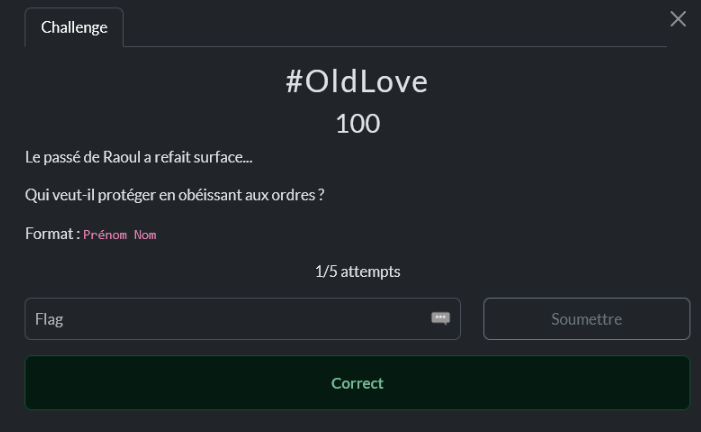 Challenge
#OldLove
100
Le passé de Raoul a refait surface...
Qui veut-il protéger en obéissant aux ordres ?
Format : Prénom Nom
1/5 attempts
Flag
Soumettre
Correct